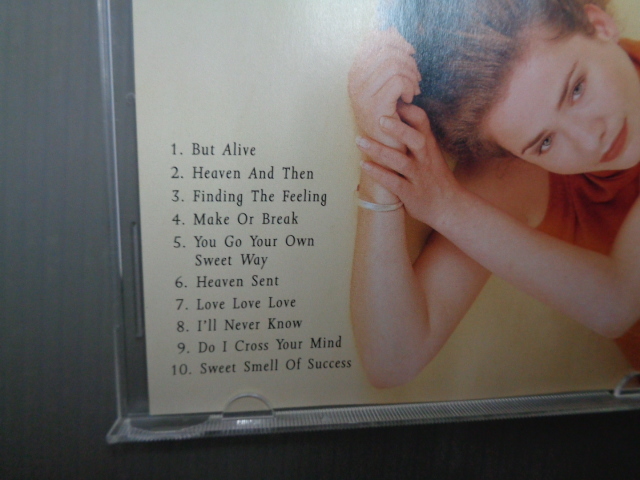 1. But Alive
2. Heaven And Then
3. Finding The Feeling
4. Make Or Break
5. You Go Your Own
Sweet Way
6. Heaven Sent
7. Love Love Love
8. I'll Never Know
9. Do I Cross Your Mind
10. Sweet Smell Of Success